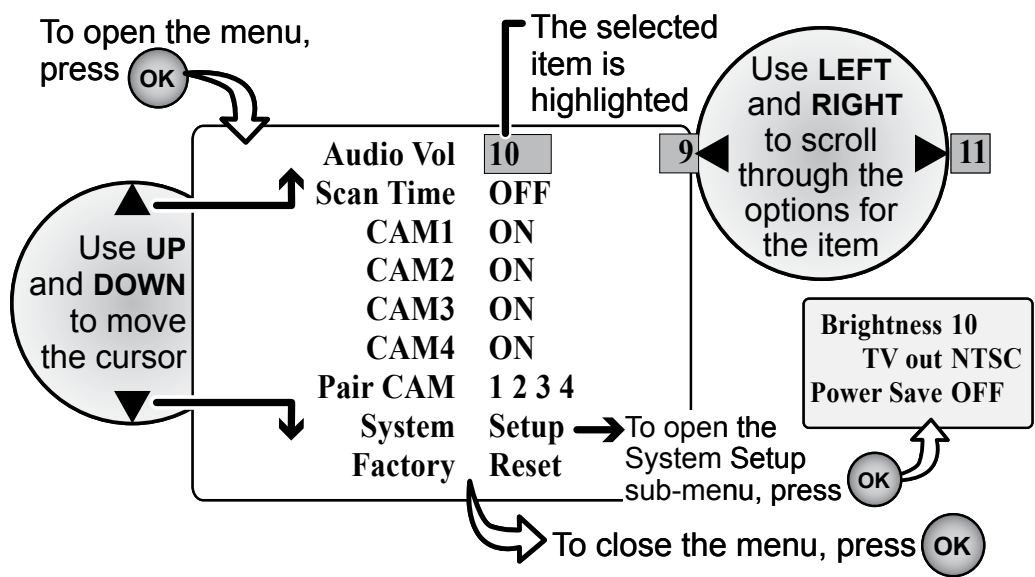 To open the menu,
press OK
The selected
item is
highlighted
Use LEFT
and RIGHT
to scroll
through the
options for
the item
9
11
Use UP
and DOWN
to move
the cursor
Audio Vol 10
Scan Time OFF
CAM1 ON
CAM2 ON
CAM3 ON
CAM4 ON
Pair CAM 1 2 3 4
System Setup
Factory Reset
To open the
System Setup
sub-menu, press OK
Brightness 10
TV out NTSC
Power Save OFF
To close the menu, press OK